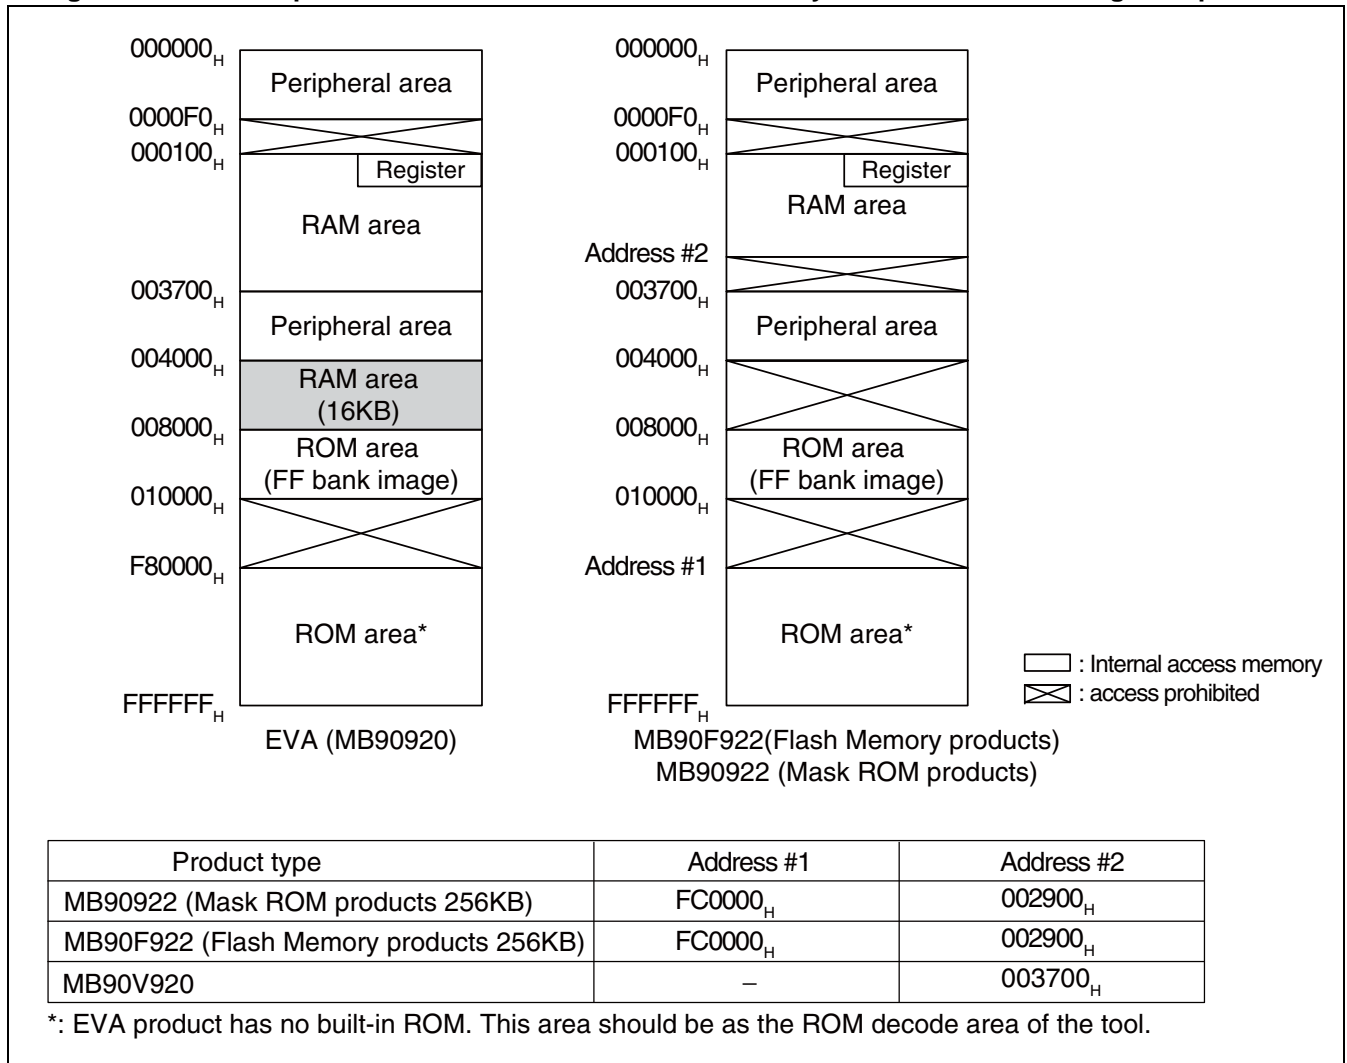 000000H
Peripheral area
0000F0H
000100H
Register
RAM area
003700H
Peripheral area
004000H
RAM area
(16KB)
008000H
ROM area
(FF bank image)
010000H
F80000H
ROM area*
FFFFFFH
EVA (MB90920)
000000H
Peripheral area
0000F0H
000100H
Register
RAM area
Address #2
003700H
Peripheral area
004000H
008000H
ROM area
(FF bank image)
010000H
Address #1
ROM area*
FFFFFFH
MB90F922(Flash Memory products)
MB90922 (Mask ROM products)
: Internal access memory
: access prohibited
Product type Address #1 Address #2
MB90922 (Mask ROM products 256KB) FC0000H 002900H
MB90F922 (Flash Memory products 256KB) FC0000H 002900H
MB90V920 – 003700H
*: EVA product has no built-in ROM. This area should be as the ROM decode area of the tool.